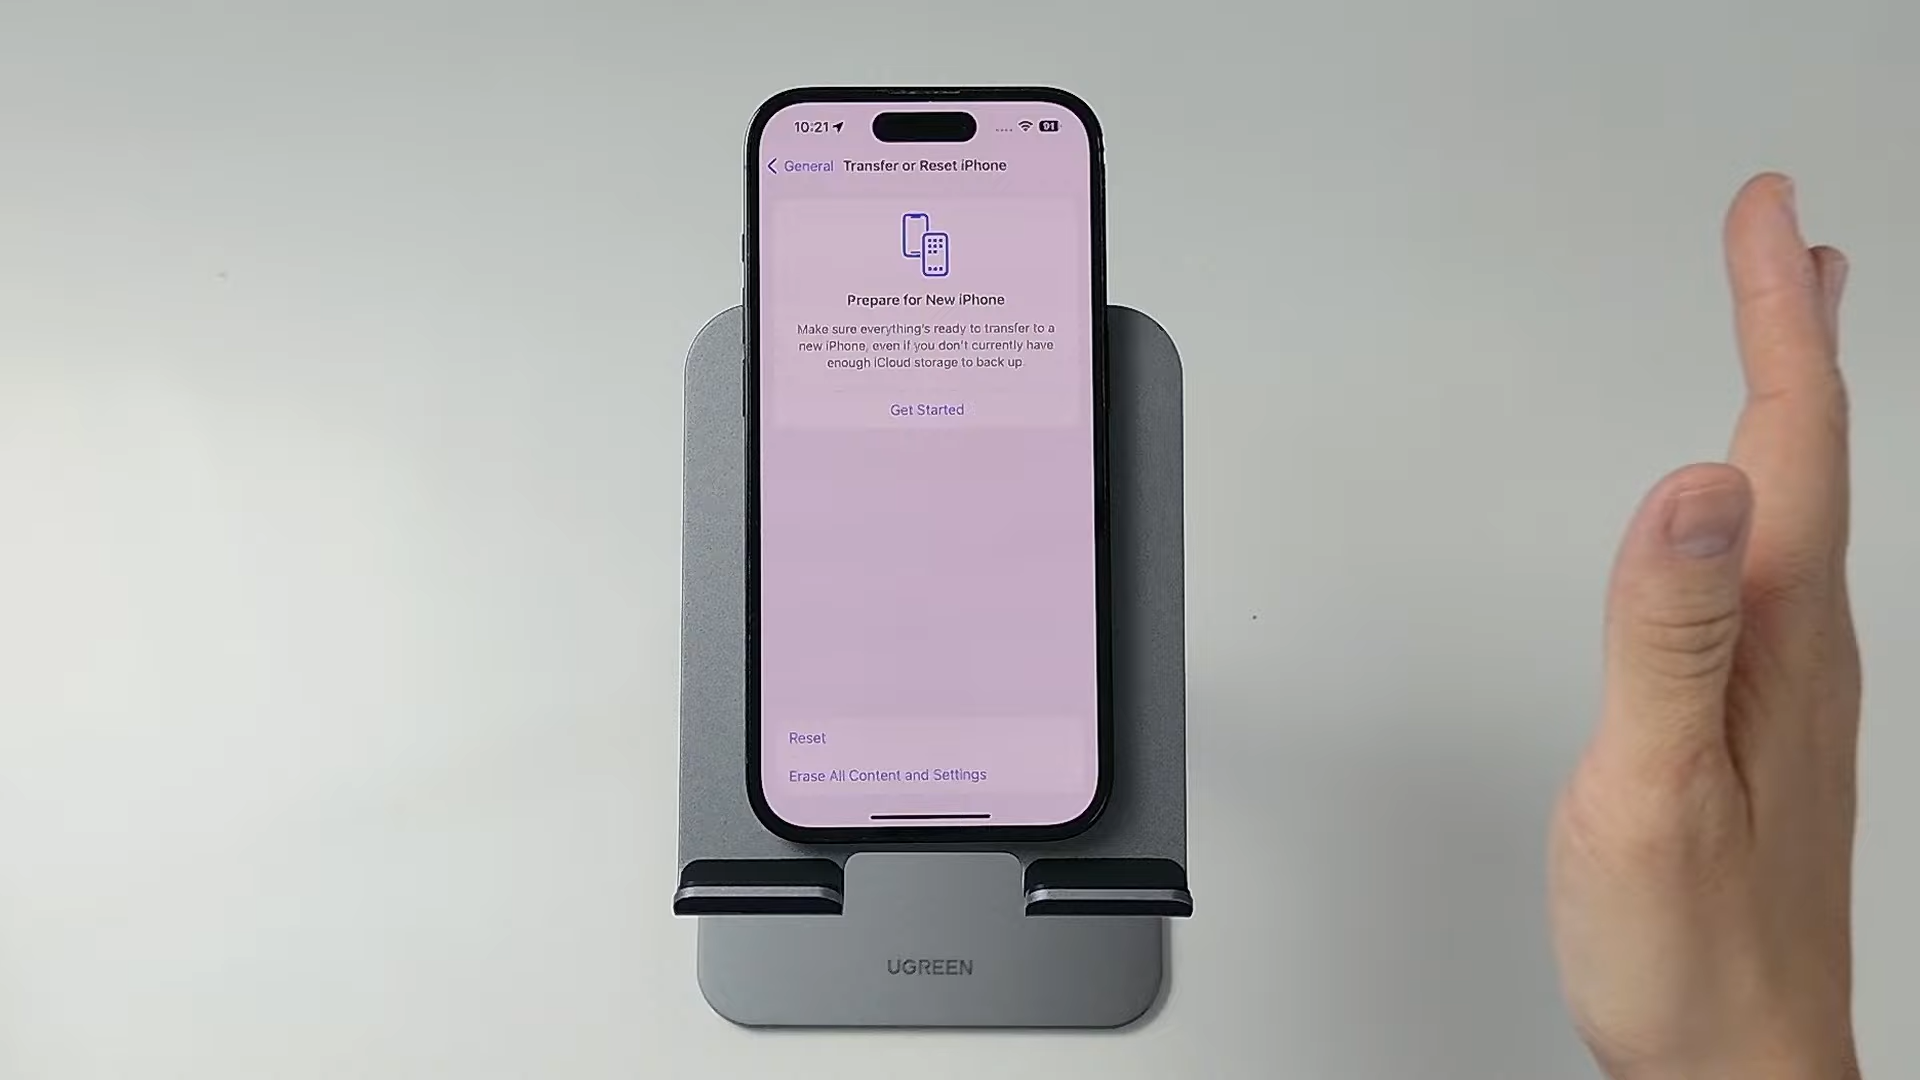 10:21
91
General Transfer or Reset iPhone
Prepare for New iPhone
Make sure everything's ready to transfer to a
new iPhone, even if you don't currently have
enough iCloud storage to back up.
Get Started
Reset
Erase All Content and Settings
UGREEN